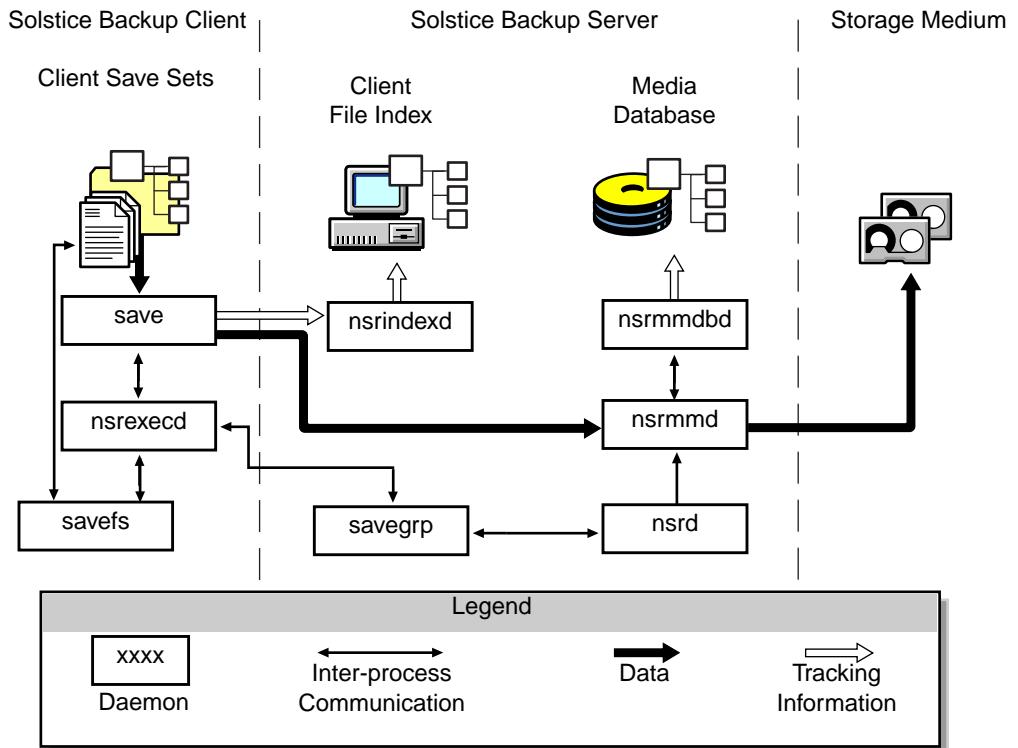 Solstice Backup Client
Solstice Backup Server
Storage Medium
Client Save Sets
Client
File Index
Media
Database
save
nsrindexd
nsrmmdbd
nsrexecd
nsrmmd
savefs
savegrp
nsrd
Legend
xxxx
Daemon
Inter-process
Communication
Data
Tracking
Information